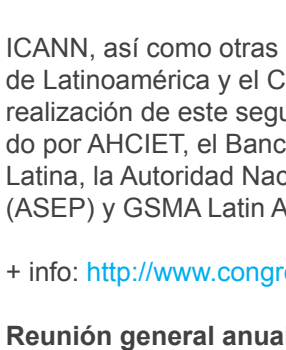 ICANN, así como otras
de Latinoamérica y el C
realización de este segu
do por AHCIET, el Banc
Latina, la Autoridad Nac
(ASEP) y GSMA Latin A
+ info: http://www.congr
Reunión general anua